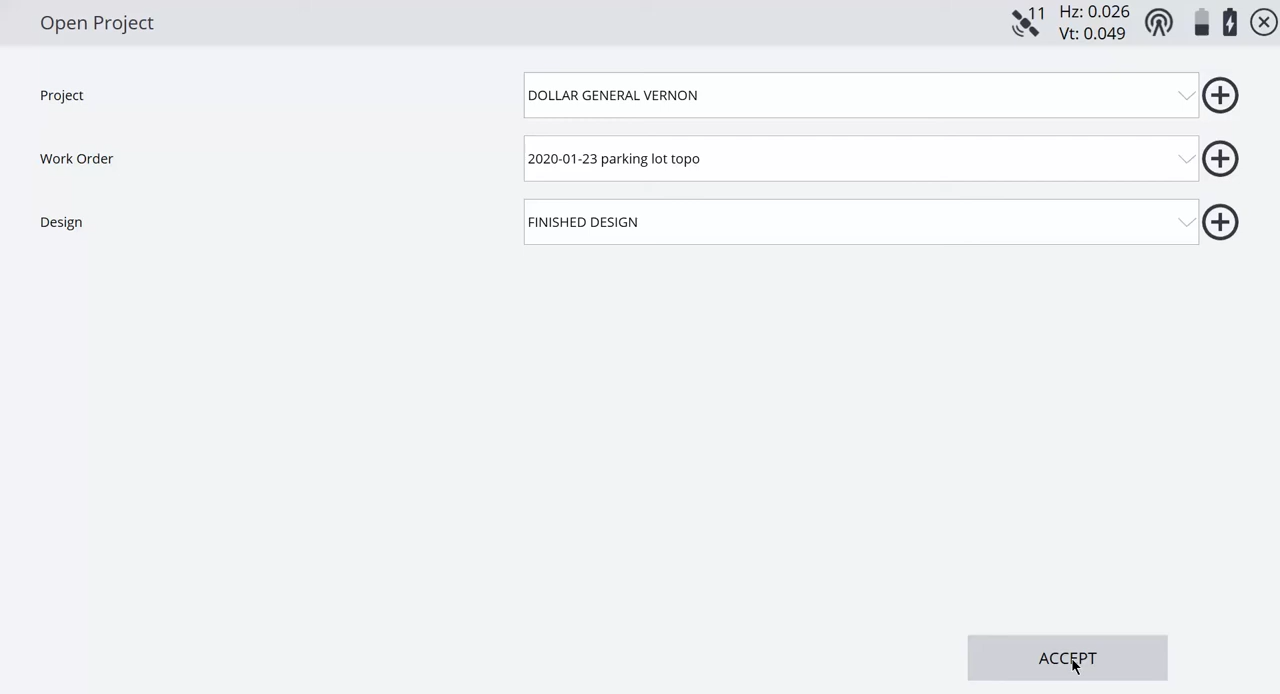 Open Project
11
Hz: 0.026
Vt: 0.049
Project
DOLLAR GENERAL VERNON
Work Order
2020-01-23 parking lot topo
Design
FINISHED DESIGN
ACCEPT